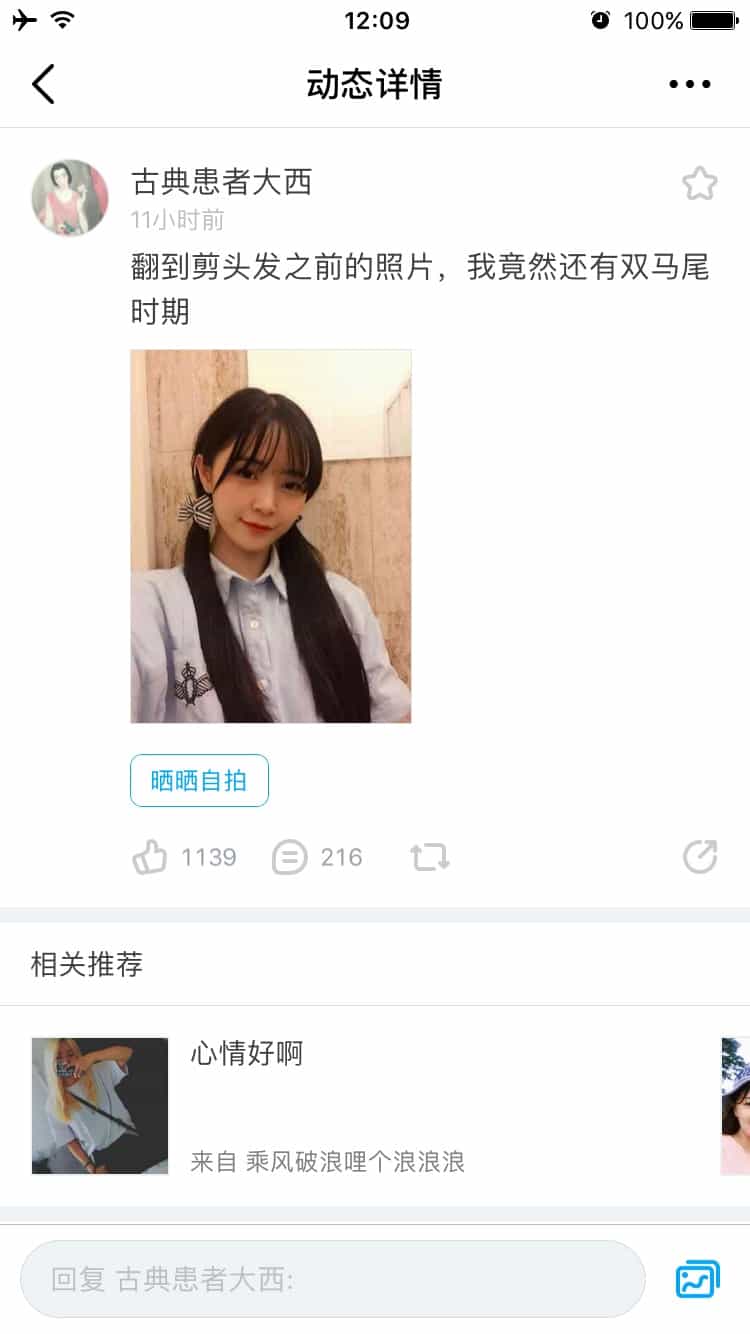 12:09
100%
动态详情
古典患者大西
11小时前
翻到剪头发之前的照片，我竟然还有双马尾
时期
晒晒自拍
1139
216
相关推荐
心情好啊
来自 乘风破浪哩个浪浪浪
回复 古典患者大西: